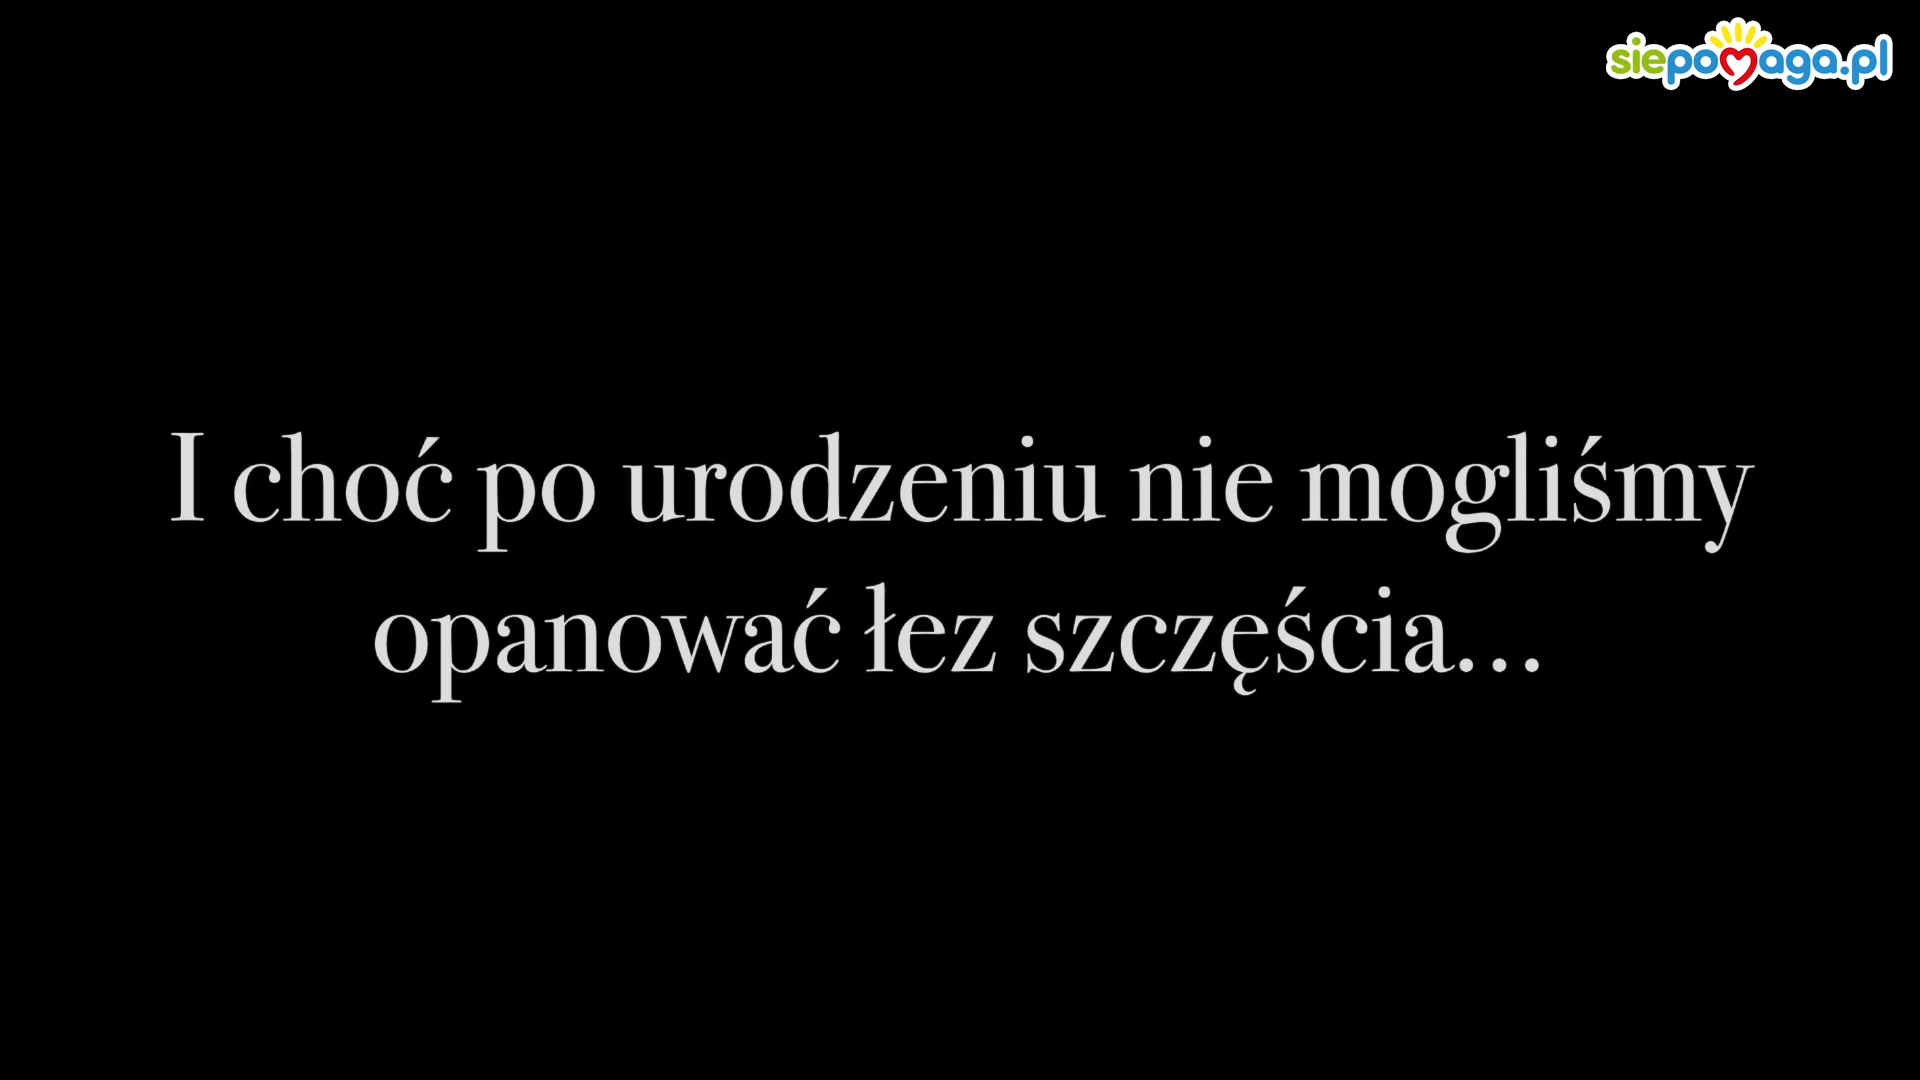 siepomaga.pl
I choć po urodzeniu nie mogliśmy
opanować łez szczęścia...